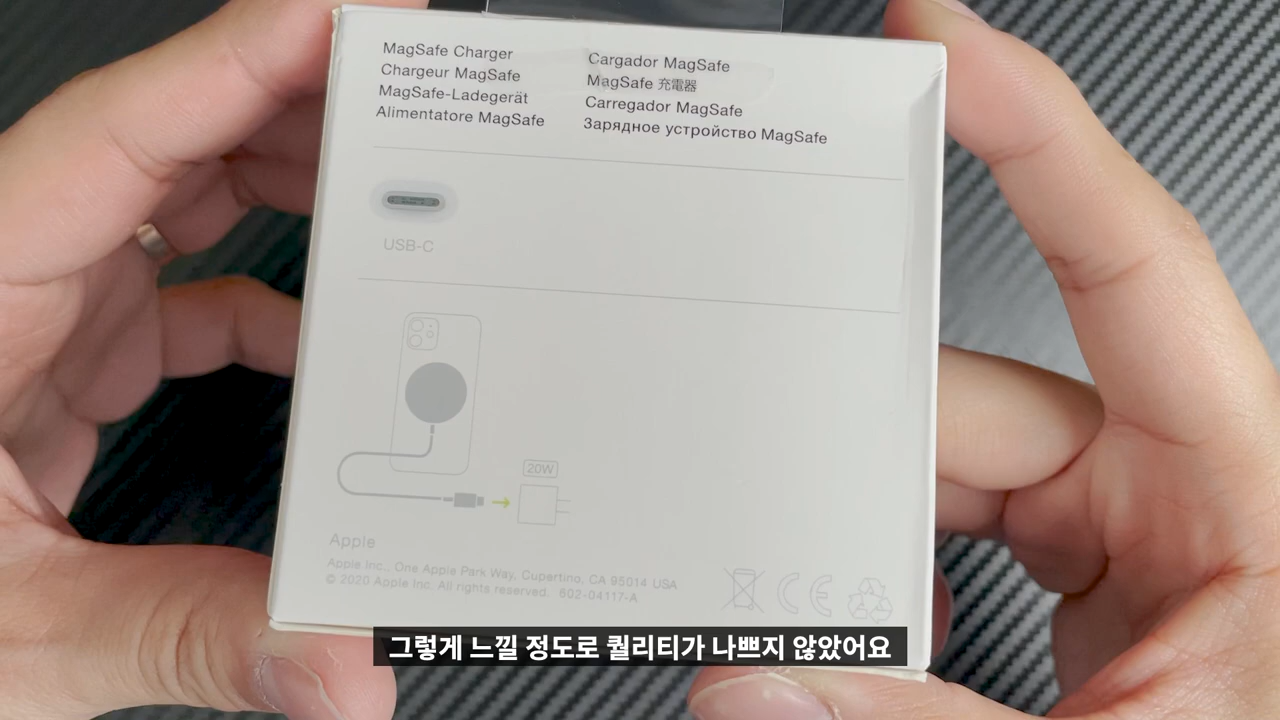 MagSafe Charger
Chargeur MagSafe
MagSafe-Ladegerät
Alimentatore MagSafe
Cargador MagSafe
MagSafe 充電器
Carregador MagSafe
Зарядное устройство MagSafe
USB-C
20W
Apple
Apple Inc., One Apple Park Way, Cupertino, CA 95014 USA
© 2020 Apple Inc. All rights reserved. 602-04117-A
CE
그렇게 느낄 정도로 퀄리티가 나쁘지 않았어요